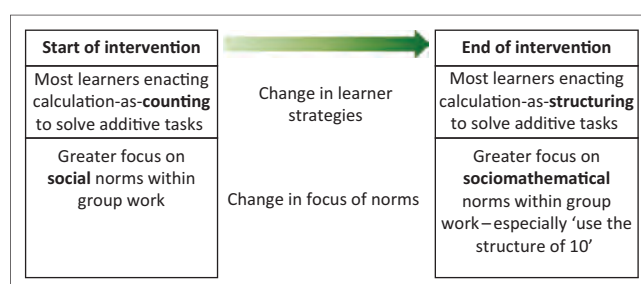 Start of intervention
End of intervention
Most learners enacting
calculation-as-counting
to solve additive tasks
Change in learner
strategies
Most learners enacting
calculation-as-structuring
to solve additive tasks
Greater focus on
social norms within
group work
Change in focus of norms
Greater focus on
sociomathematical
norms within group
work – especially ‘use the
structure of 10’